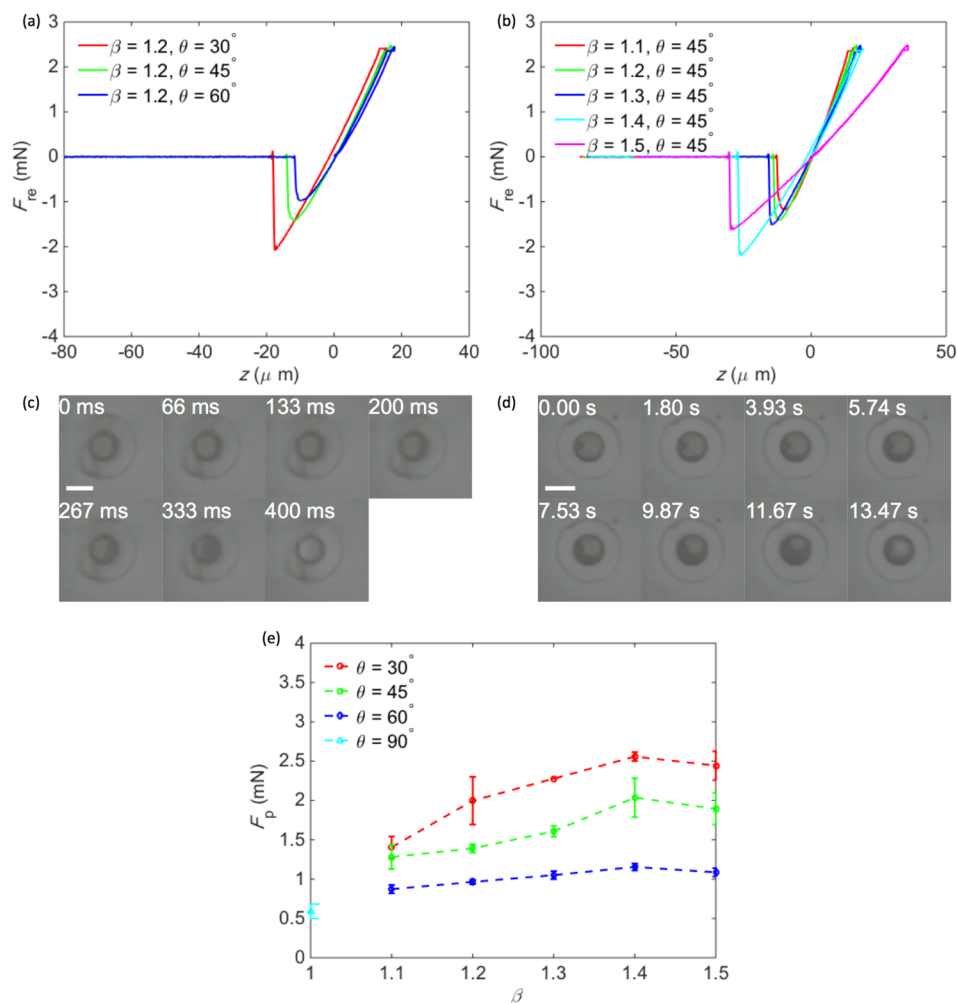 (a)
β = 1.2, θ = 30°
β = 1.2, θ = 45°
β = 1.2, θ = 60°
3
2
1
0
-1
-2
-3
-4
F_re (mN)
-80 -60 -40 -20 0 20 40
z (μ m)
(b)
β = 1.1, θ = 45°
β = 1.2, θ = 45°
β = 1.3, θ = 45°
β = 1.4, θ = 45°
β = 1.5, θ = 45°
3
2
1
0
-1
-2
-3
-4
F_re (mN)
-100 -50 0 50
z (μ m)
(c)
0 ms 66 ms 133 ms 200 ms
267 ms 333 ms 400 ms
(d)
0.00 s 1.80 s 3.93 s 5.74 s
7.53 s 9.87 s 11.67 s 13.47 s
(e)
θ = 30°
θ = 45°
θ = 60°
θ = 90°
4
3.5
3
2.5
2
1.5
1
0.5
0
F_p (mN)
1 1.1 1.2 1.3 1.4 1.5
β